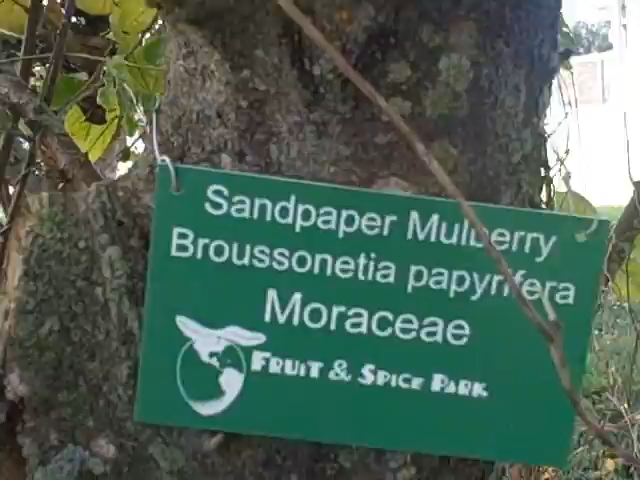 Sandpaper Mulberry
Broussonetia papyrifera
Moraceae
FRUIT & SPICE PARK